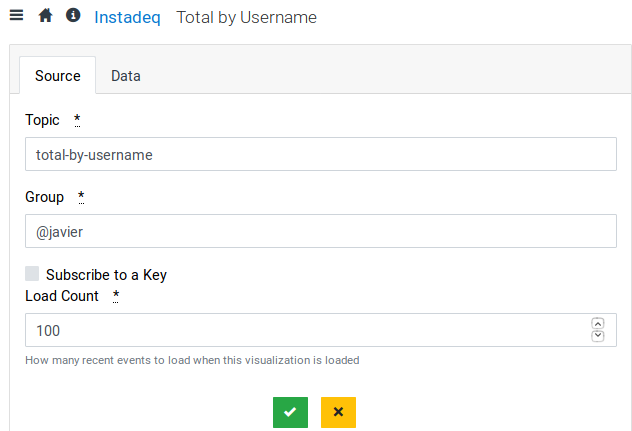 Instadeq Total by Username
Source Data
Topic *
total-by-username
Group *
@javier
Subscribe to a Key
Load Count *
100
How many recent events to load when this visualization is loaded